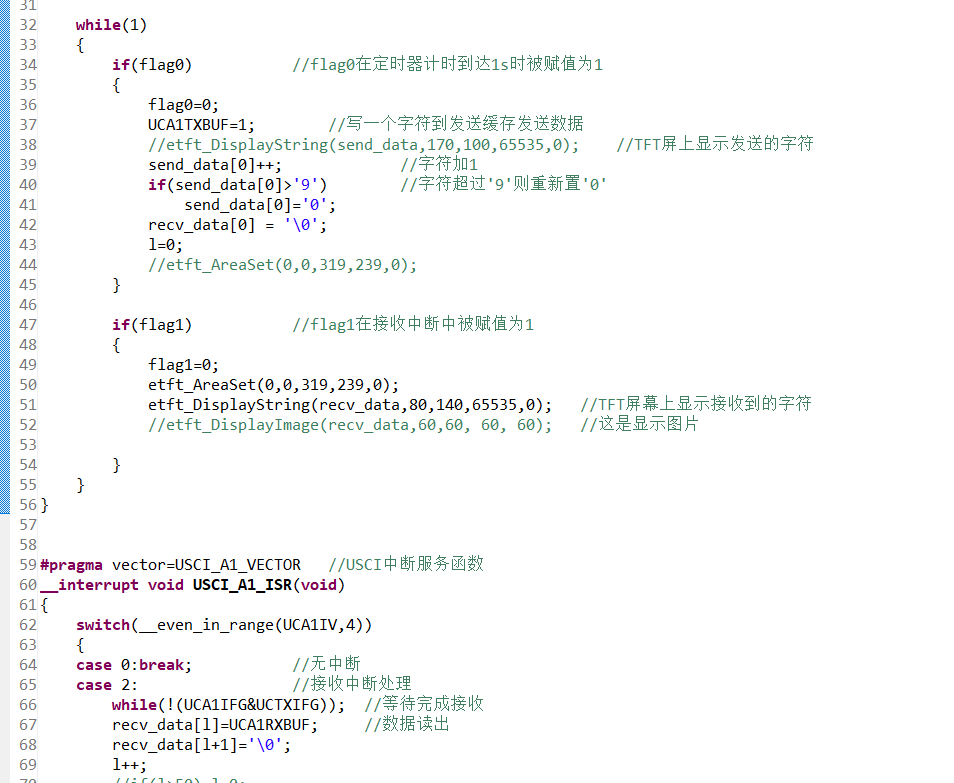 31
32 while(1)
33 {
34 if(flag0) //flag0在定时器计时到达1s时被赋值为1
35 {
36 flag0=0;
37 UCA1TXBUF=1; //写一个字符到发送缓存发送数据
38 //etft_DisplayString(send_data,170,100,65535,0); //TFT屏上显示发送的字符
39 send_data[0]++; //字符加1
40 if(send_data[0]>'9') //字符超过'9'则重新置'0'
41 send_data[0]='0';
42 recv_data[0] = '\0';
43 l=0;
44 //etft_AreaSet(0,0,319,239,0);
45 }
46
47 if(flag1) //flag1在接收中断中被赋值为1
48 {
49 flag1=0;
50 etft_AreaSet(0,0,319,239,0);
51 etft_DisplayString(recv_data,80,140,65535,0); //TFT屏幕上显示接收到的字符
52 //etft_DisplayImage(recv_data,60,60, 60, 60); //这是显示图片
53
54 }
55 }
56 }
57
58
59 #pragma vector=USCI_A1_VECTOR //USCI中断服务函数
60 __interrupt void USCI_A1_ISR(void)
61 {
62 switch(__even_in_range(UCA1IV,4))
63 {
64 case 0:break; //无中断
65 case 2: //接收中断处理
66 while(!(UCA1IFG&UCTXIFG)); //等待完成接收
67 recv_data[l]=UCA1RXBUF; //数据读出
68 recv_data[l+1]='\0';
69 l++;
70 //if(l>50) l=0;